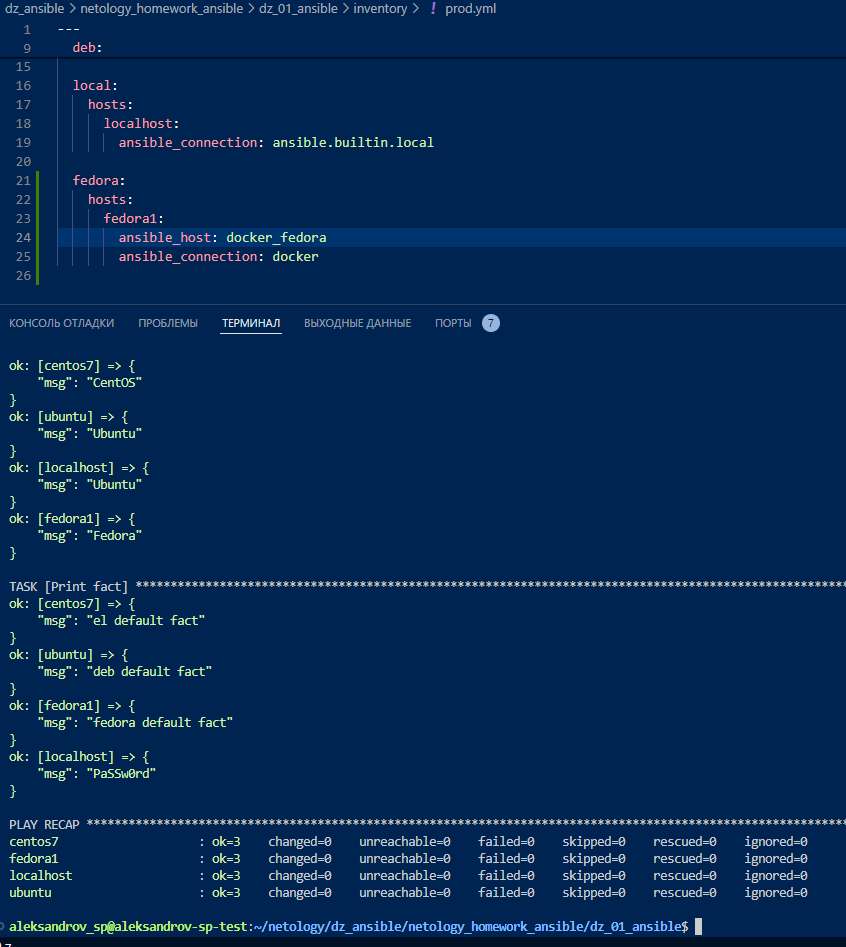 dz_ansible > netology_homework_ansible > dz_01_ansible > inventory > ! prod.yml
1 ---
9 deb:
15
16 local:
17 hosts:
18 localhost:
19 ansible_connection: ansible.builtin.local
20
21 fedora:
22 hosts:
23 fedora1:
24 ansible_host: docker_fedora
25 ansible_connection: docker
26
КОНСОЛЬ ОТЛАДКИ ПРОБЛЕМЫ ТЕРМИНАЛ ВЫХОДНЫЕ ДАННЫЕ ПОРТЫ 7
ok: [centos7] => {
"msg": "CentOS"
}
ok: [ubuntu] => {
"msg": "Ubuntu"
}
ok: [localhost] => {
"msg": "Ubuntu"
}
ok: [fedora1] => {
"msg": "Fedora"
}
TASK [Print fact] ****************************************************************************************************
ok: [centos7] => {
"msg": "el default fact"
}
ok: [ubuntu] => {
"msg": "deb default fact"
}
ok: [fedora1] => {
"msg": "fedora default fact"
}
ok: [localhost] => {
"msg": "PaSSw0rd"
}
PLAY RECAP ***********************************************************************************************************
centos7 : ok=3 changed=0 unreachable=0 failed=0 skipped=0 rescued=0 ignored=0
fedora1 : ok=3 changed=0 unreachable=0 failed=0 skipped=0 rescued=0 ignored=0
localhost : ok=3 changed=0 unreachable=0 failed=0 skipped=0 rescued=0 ignored=0
ubuntu : ok=3 changed=0 unreachable=0 failed=0 skipped=0 rescued=0 ignored=0
aleksandrov_sp@aleksandrov-sp-test:~/netology/dz_ansible/netology_homework_ansible/dz_01_ansible$